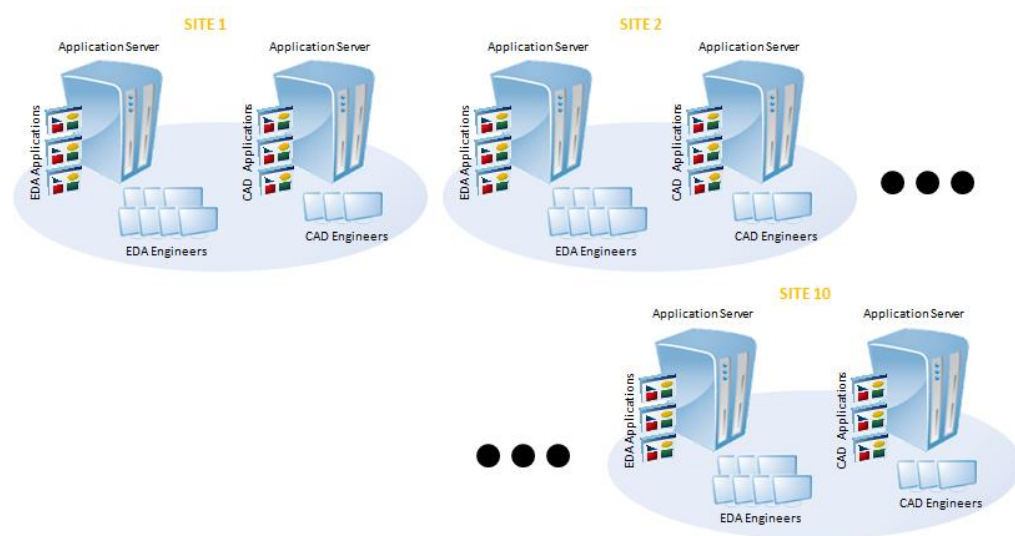 SITE 1
Application Server
Application Server
EDA Applications
CAD Applications
EDA Engineers
CAD Engineers
SITE 2
Application Server
Application Server
EDA Applications
CAD Applications
EDA Engineers
CAD Engineers
SITE 10
Application Server
Application Server
EDA Applications
CAD Applications
EDA Engineers
CAD Engineers